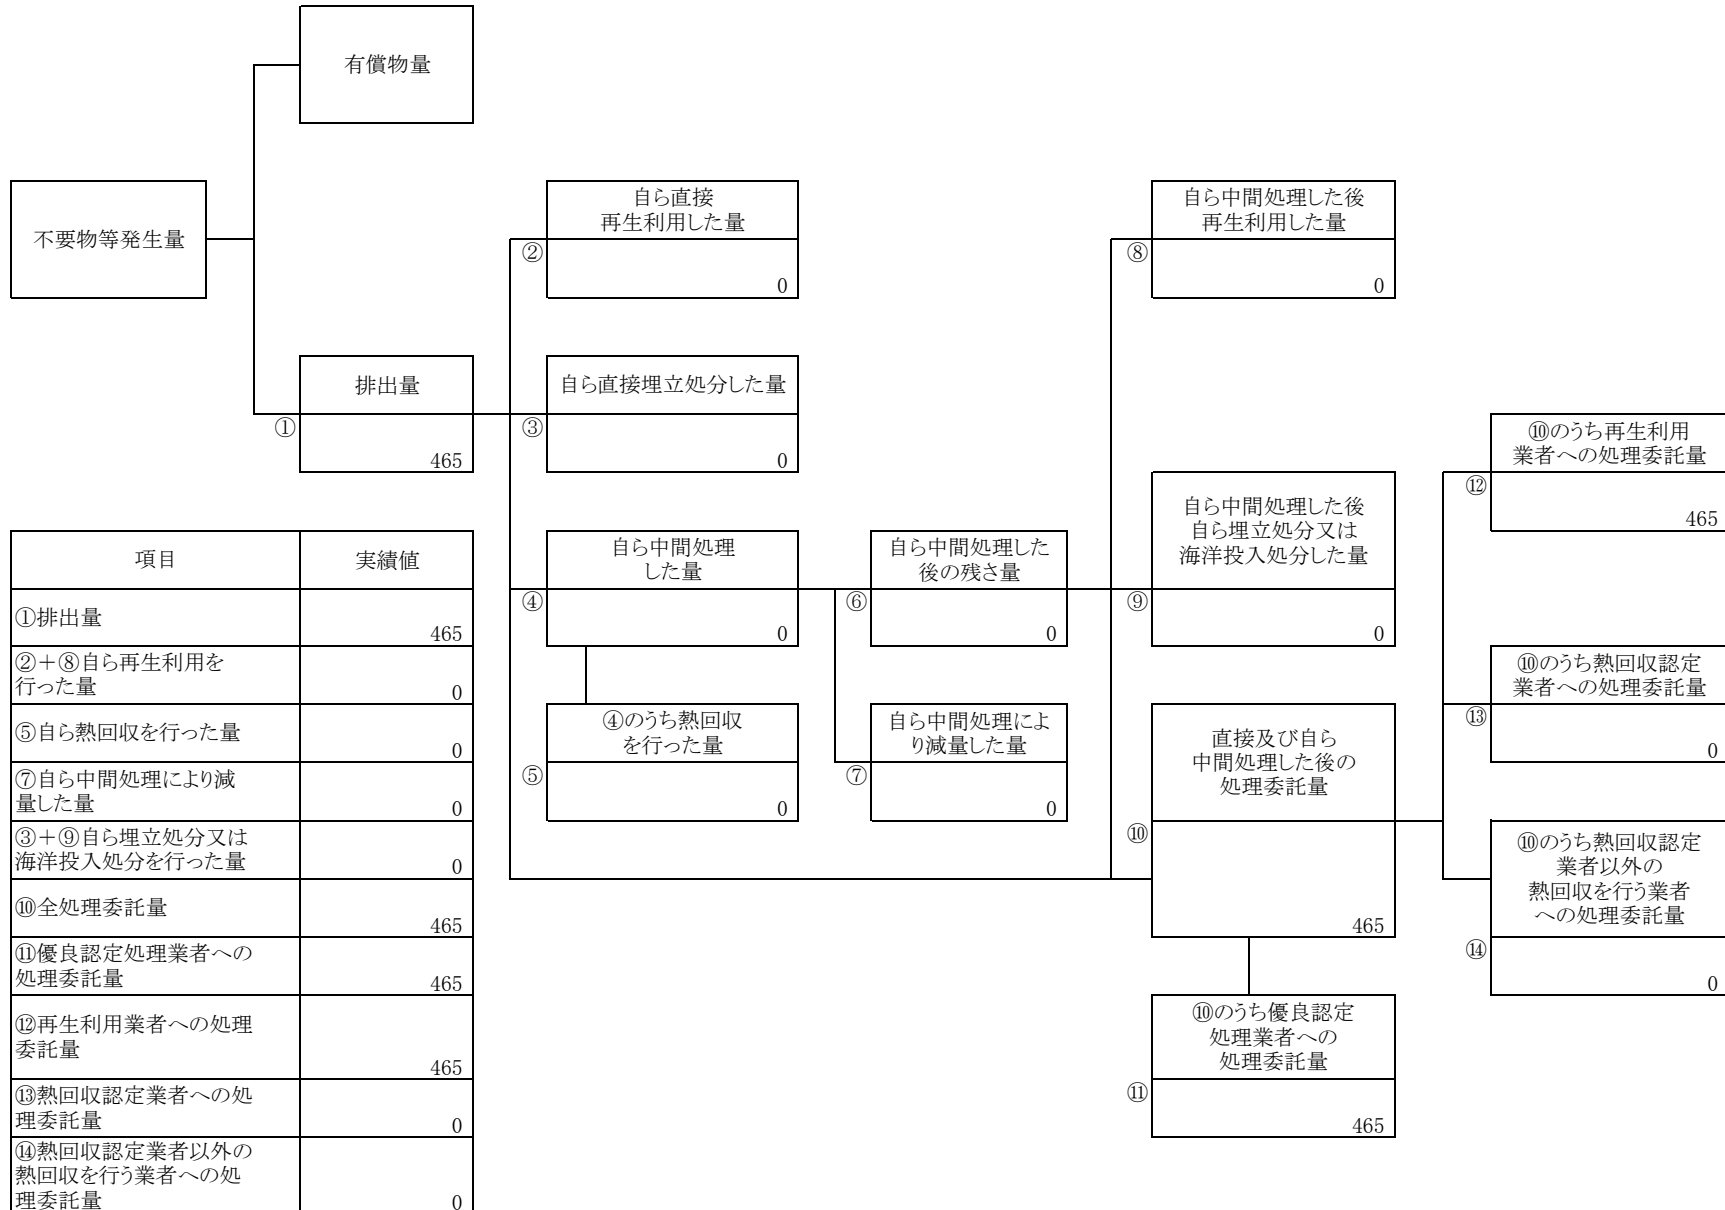 有償物量
不要物等発生量
自ら直接
再生利用した量
②
0
自ら中間処理した後
再生利用した量
⑧
0
排出量
①
465
自ら直接埋立処分した量
③
0
自ら中間処理
した量
④
0
自ら中間処理した
後の残さ量
⑥
0
自ら中間処理した後
自ら埋立処分又は
海洋投入処分した量
⑨
0
⑩のうち再生利用
業者への処理委託量
⑫
465
④のうち熱回収
を行った量
⑤
0
自ら中間処理によ
り減量した量
⑦
0
直接及び自ら
中間処理した後の
処理委託量
⑩
465
⑩のうち熱回収認定
業者への処理委託量
⑬
0
⑩のうち熱回収認定
業者以外の
熱回収を行う業者
への処理委託量
⑭
0
⑩のうち優良認定
処理業者への
処理委託量
⑪
465
項目 実績値
①排出量
465
②+⑧自ら再生利用を
行った量
0
⑤自ら熱回収を行った量
0
⑦自ら中間処理により減
量した量
0
③+⑨自ら埋立処分又は
海洋投入処分を行った量
0
⑩全処理委託量
465
⑪優良認定処理業者への
処理委託量
465
⑫再生利用業者への処理
委託量
465
⑬熱回収認定業者への処
理委託量
0
⑭熱回収認定業者以外の
熱回収を行う業者への処
理委託量
0